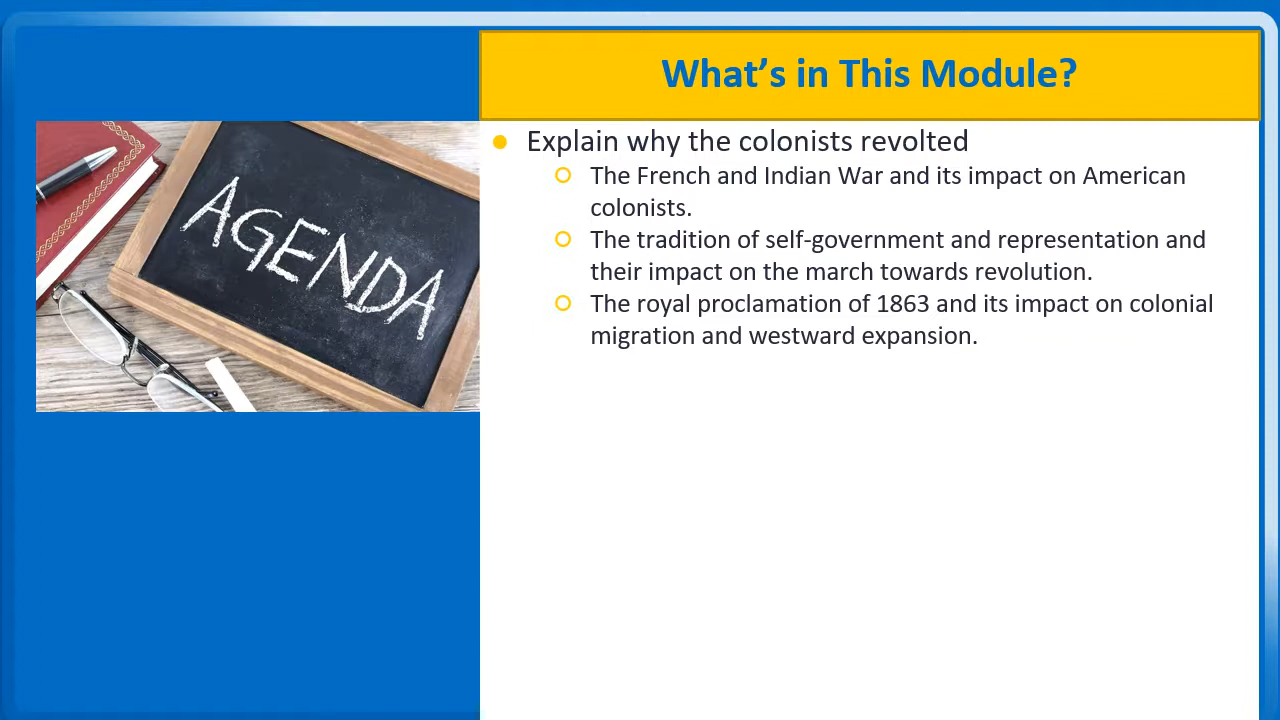 What’s in This Module?
AGENDA
Explain why the colonists revolted
The French and Indian War and its impact on American
colonists.
The tradition of self-government and representation and
their impact on the march towards revolution.
The royal proclamation of 1863 and its impact on colonial
migration and westward expansion.